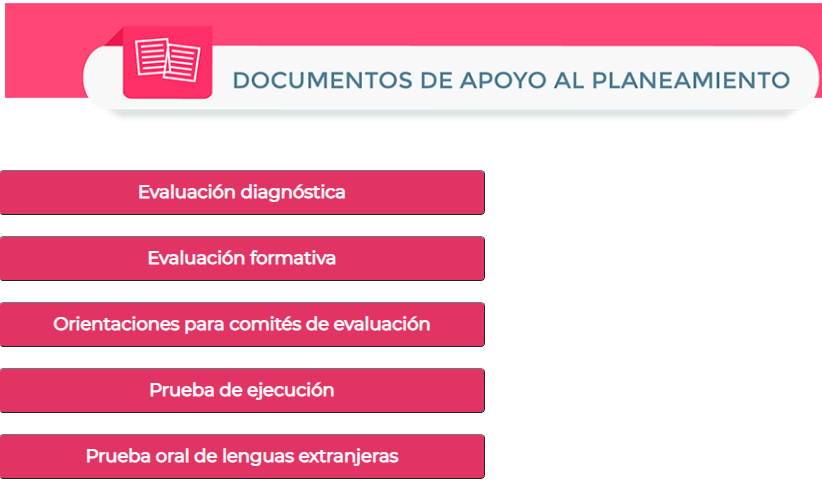 DOCUMENTOS DE APOYO AL PLANEAMIENTO
Evaluación diagnóstica
Evaluación formativa
Orientaciones para comités de evaluación
Prueba de ejecución
Prueba oral de lenguas extranjeras